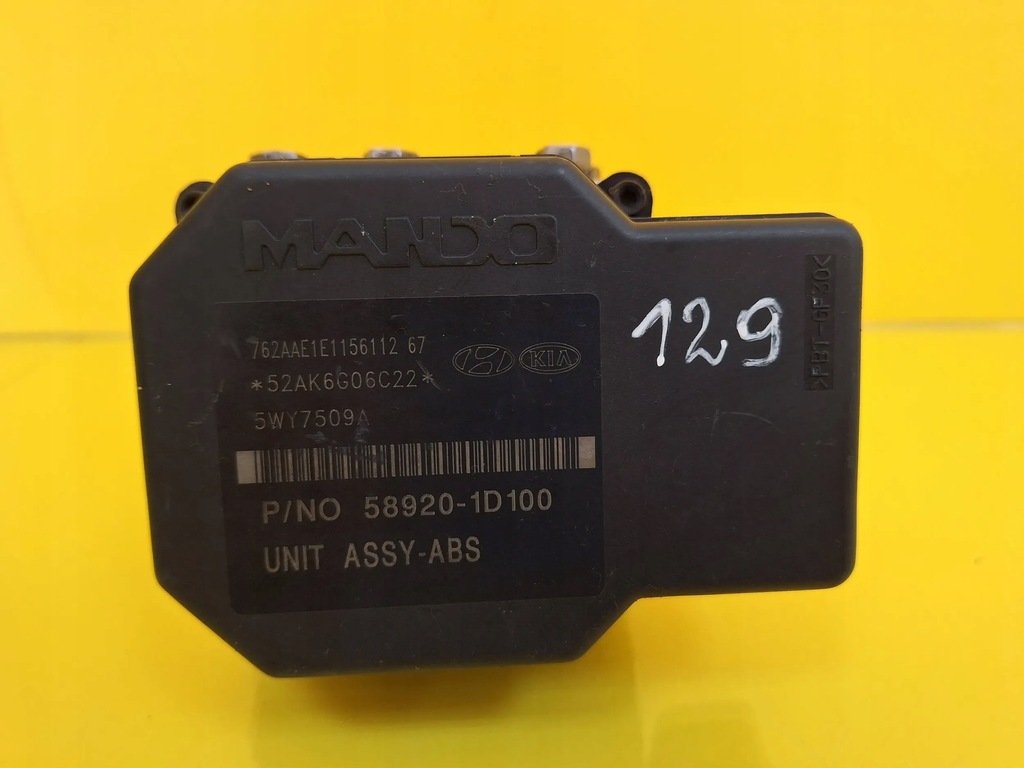 MANDO
762AAE1E1156112 67
KIA
*52AK6G06C22*
5WY7509A
P/NO 58920-1D100
UNIT ASSY-ABS
129
>PBT-GF30<